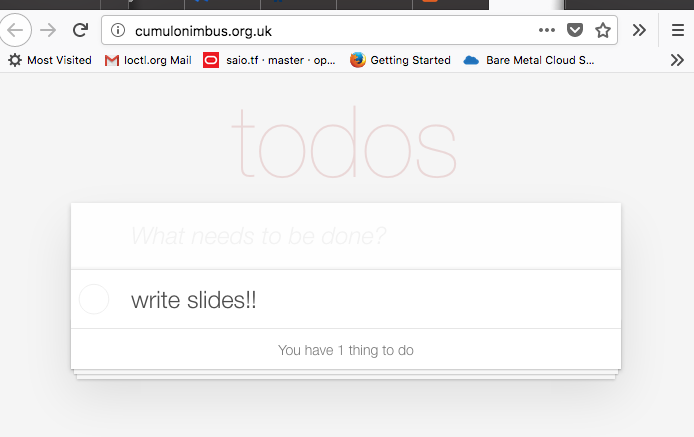 cumulonimbus.org.uk
Most Visited
loctl.org Mail
saio.tf · master · op...
Getting Started
Bare Metal Cloud S...
todos
What needs to be done?
write slides!!
You have 1 thing to do